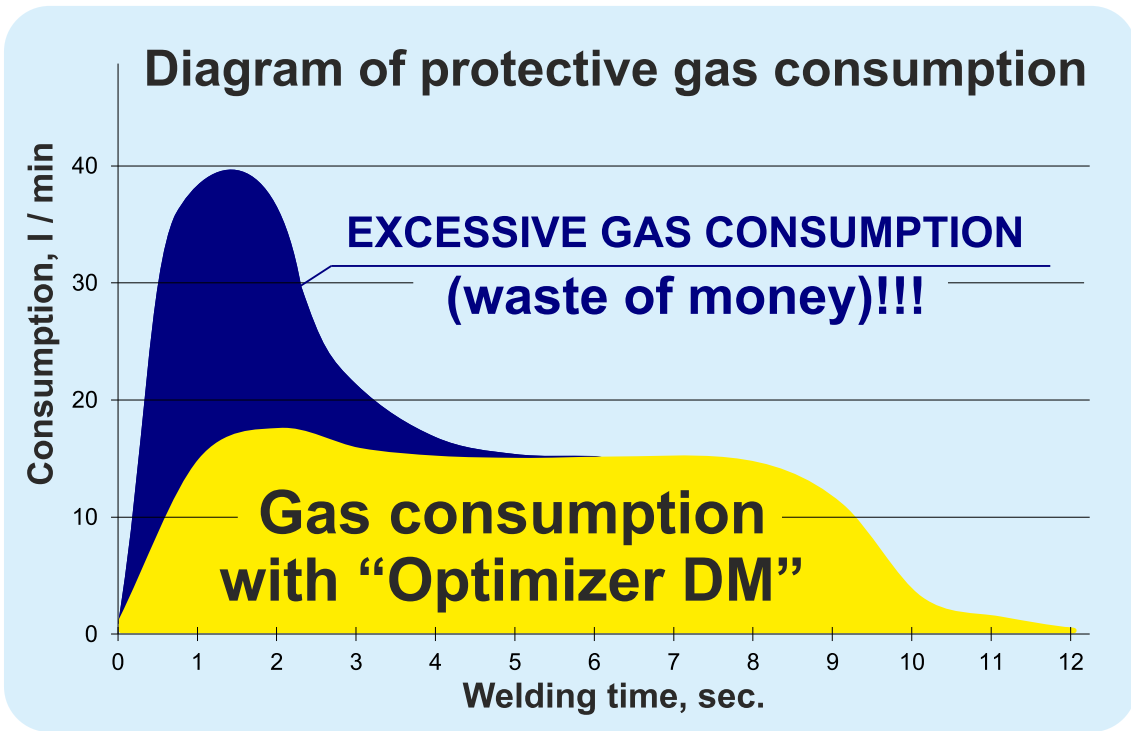 Diagram of protective gas consumption
Consumption, l / min
40
30
20
10
0
EXCESSIVE GAS CONSUMPTION
(waste of money)!!!
Gas consumption
with “Optimizer DM”
0 1 2 3 4 5 6 7 8 9 10 11 12
Welding time, sec.